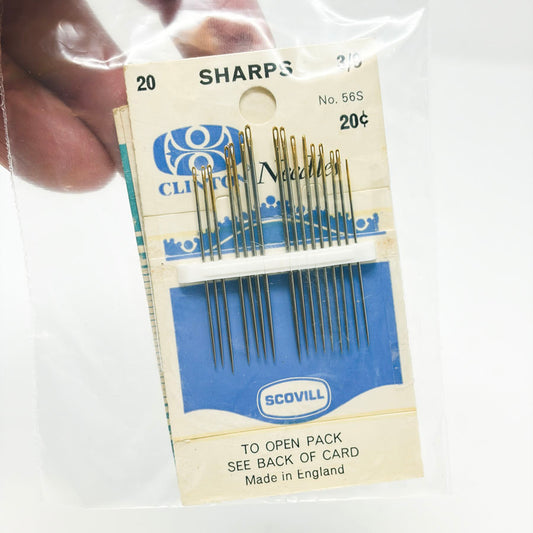 20 SHARPS 3/9
No. 56S
20¢
CLINTON Needles
SCOVILL
TO OPEN PACK
SEE BACK OF CARD
Made in England